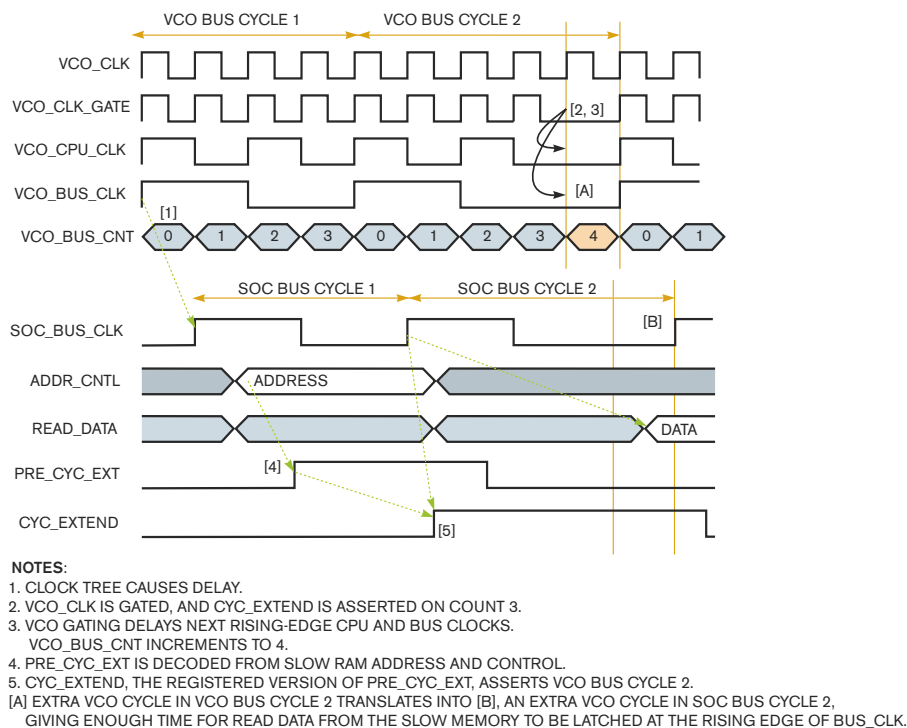 VCO BUS CYCLE 1 VCO BUS CYCLE 2
VCO_CLK
VCO_CLK_GATE [2, 3]
VCO_CPU_CLK
VCO_BUS_CLK [A]
[1]
VCO_BUS_CNT 0 1 2 3 0 1 2 3 4 0 1
SOC BUS CYCLE 1 SOC BUS CYCLE 2
SOC_BUS_CLK [B]
ADDR_CNTL ADDRESS
READ_DATA DATA
PRE_CYC_EXT [4]
CYC_EXTEND [5]
NOTES:
1. CLOCK TREE CAUSES DELAY.
2. VCO_CLK IS GATED, AND CYC_EXTEND IS ASSERTED ON COUNT 3.
3. VCO GATING DELAYS NEXT RISING-EDGE CPU AND BUS CLOCKS.
VCO_BUS_CNT INCREMENTS TO 4.
4. PRE_CYC_EXT IS DECODED FROM SLOW RAM ADDRESS AND CONTROL.
5. CYC_EXTEND, THE REGISTERED VERSION OF PRE_CYC_EXT, ASSERTS VCO BUS CYCLE 2.
[A] EXTRA VCO CYCLE IN VCO BUS CYCLE 2 TRANSLATES INTO [B], AN EXTRA VCO CYCLE IN SOC BUS CYCLE 2,
GIVING ENOUGH TIME FOR READ DATA FROM THE SLOW MEMORY TO BE LATCHED AT THE RISING EDGE OF BUS_CLK.